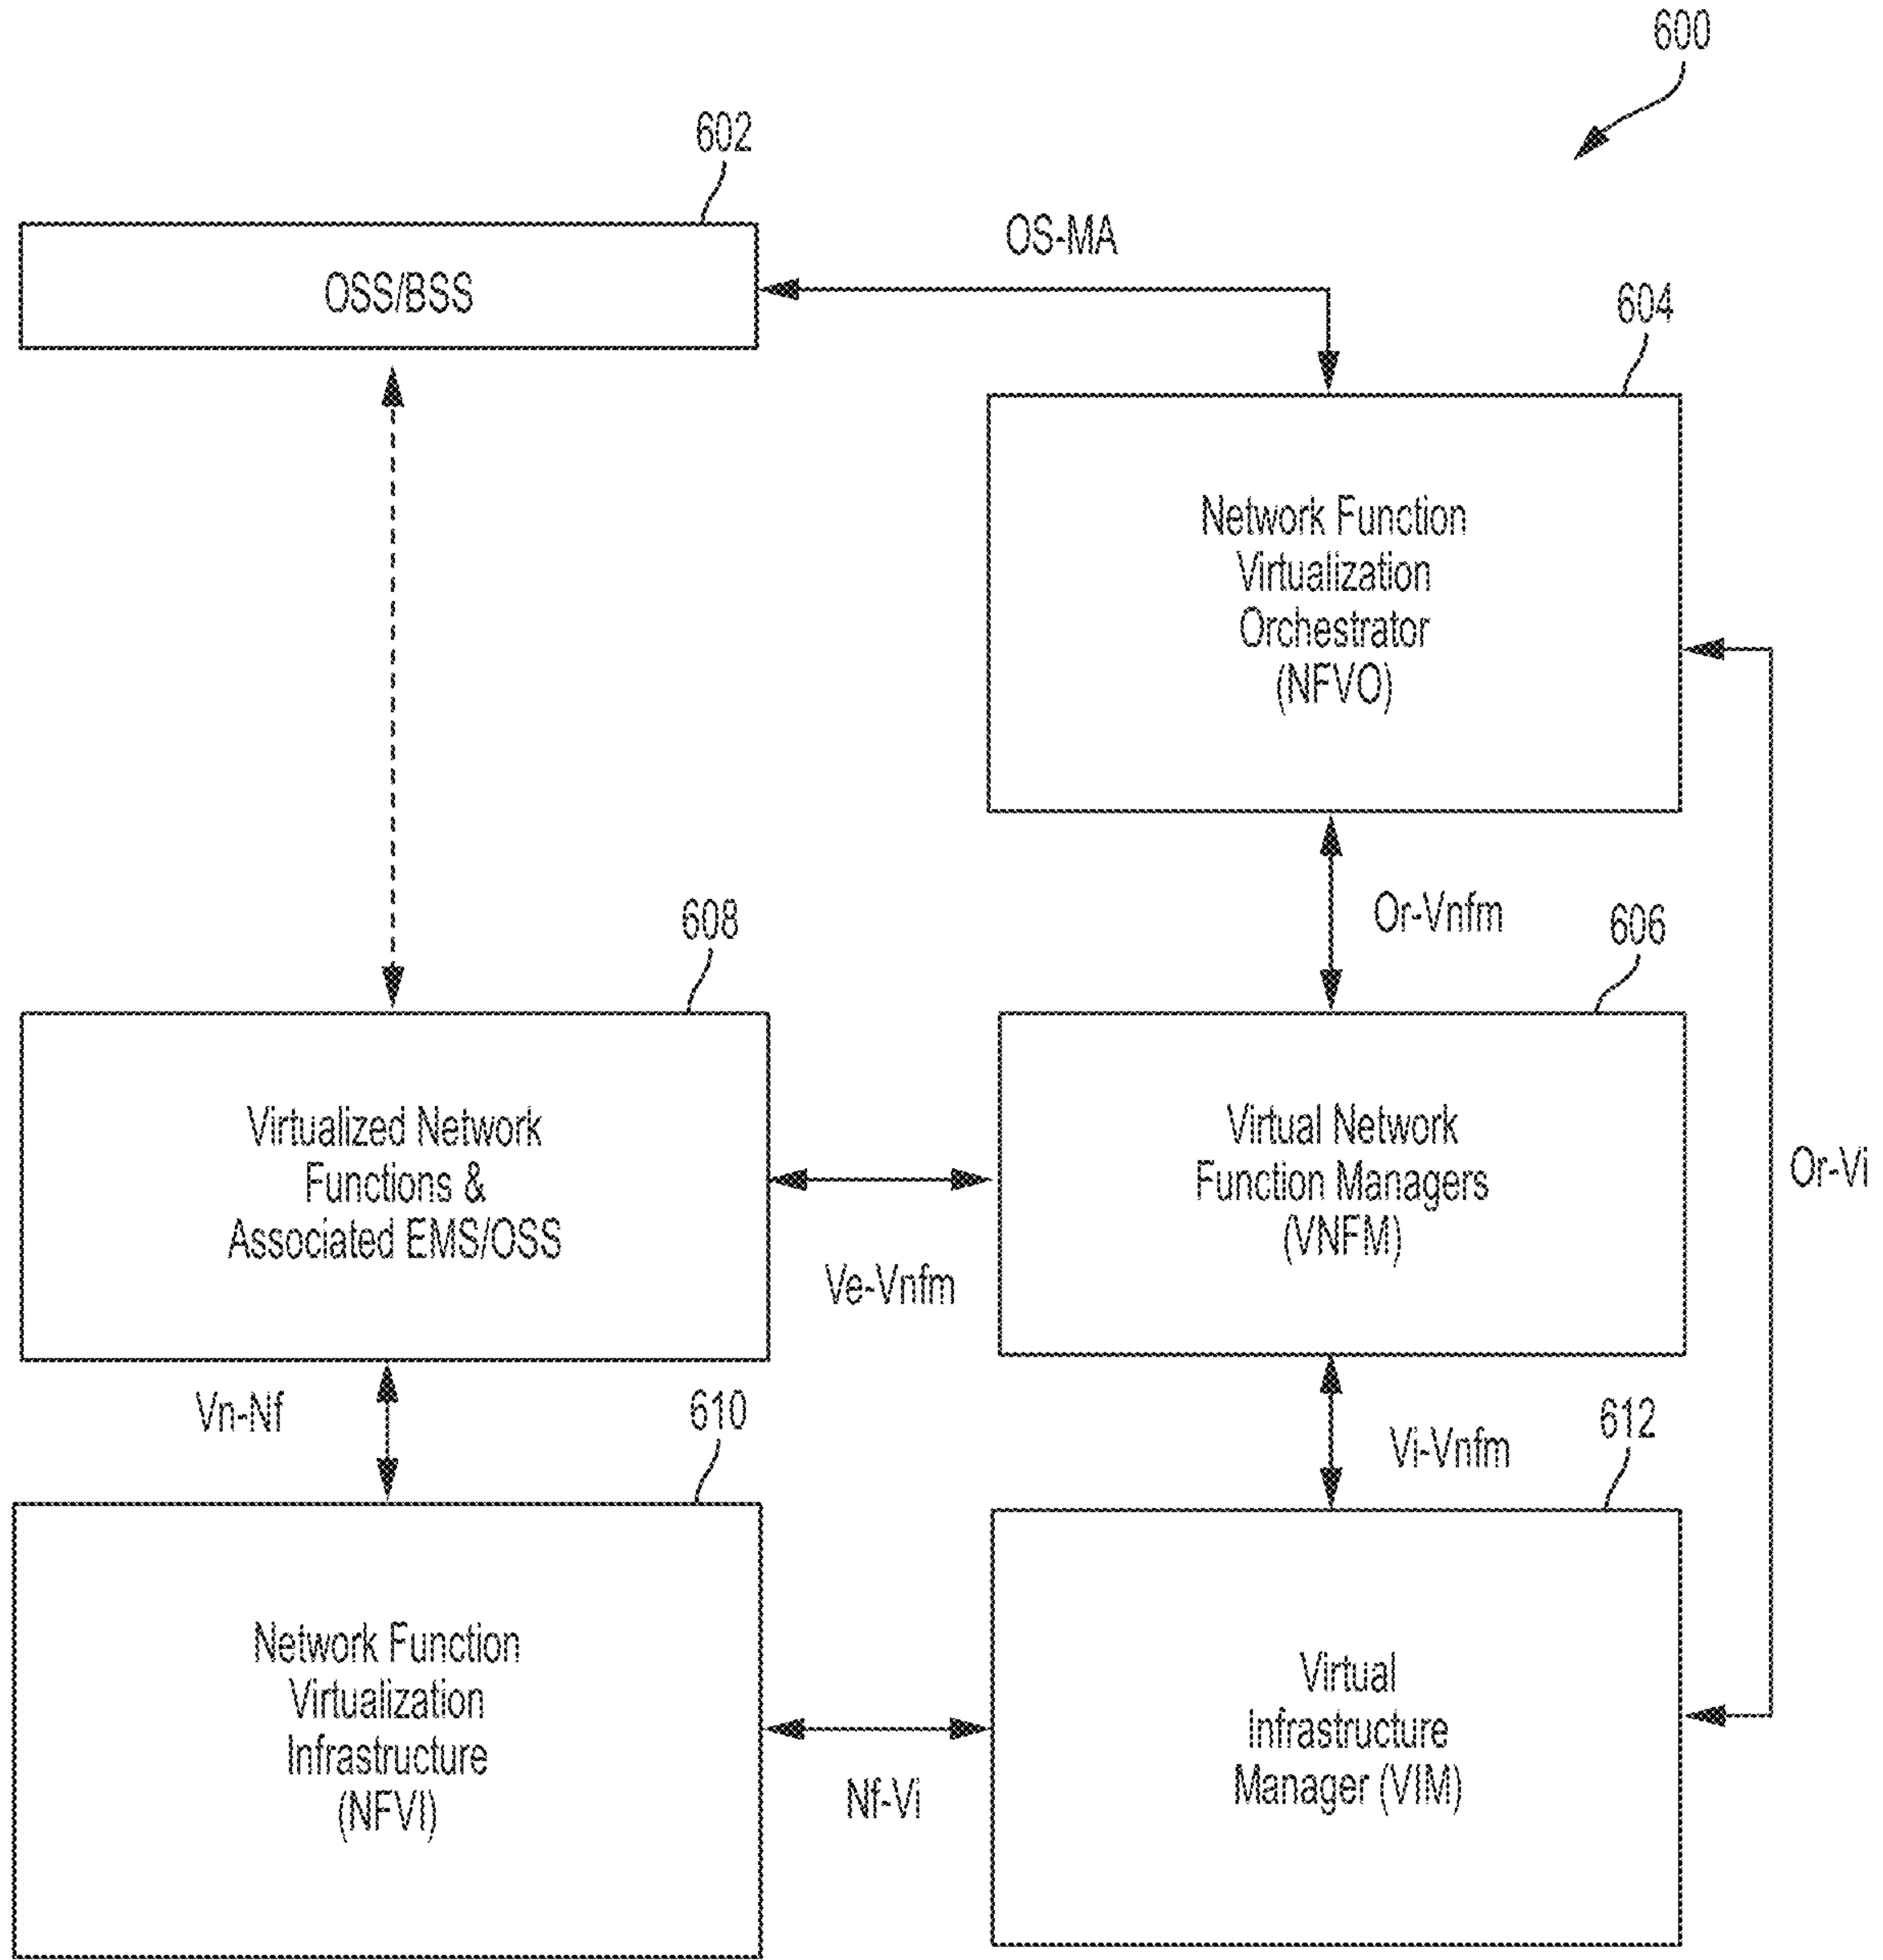 600
602
OS-MA
OSS/BSS
604
Network Function
Virtualization
Orchestrator
(NFVO)
608
Or-Vnfm
606
Virtualized Network
Functions &
Associated EMS/OSS
Virtual Network
Function Managers
(VNFM)
Or-Vi
Ve-Vnfm
Vn-Nf
610
Vi-Vnfm
612
Network Function
Virtualization
Infrastructure
(NFVI)
Virtual
Infrastructure
Manager (VIM)
Nf-Vi